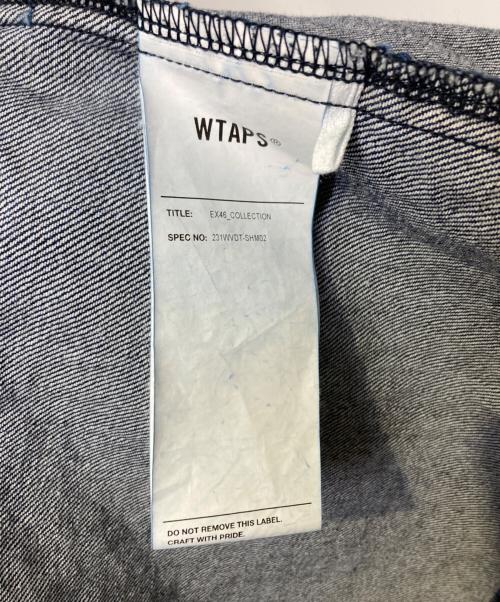 WTAPS®
TITLE: EX46_COLLECTION
SPEC NO: 231WVDT-SHM02
DO NOT REMOVE THIS LABEL.
CRAFT WITH PRIDE.